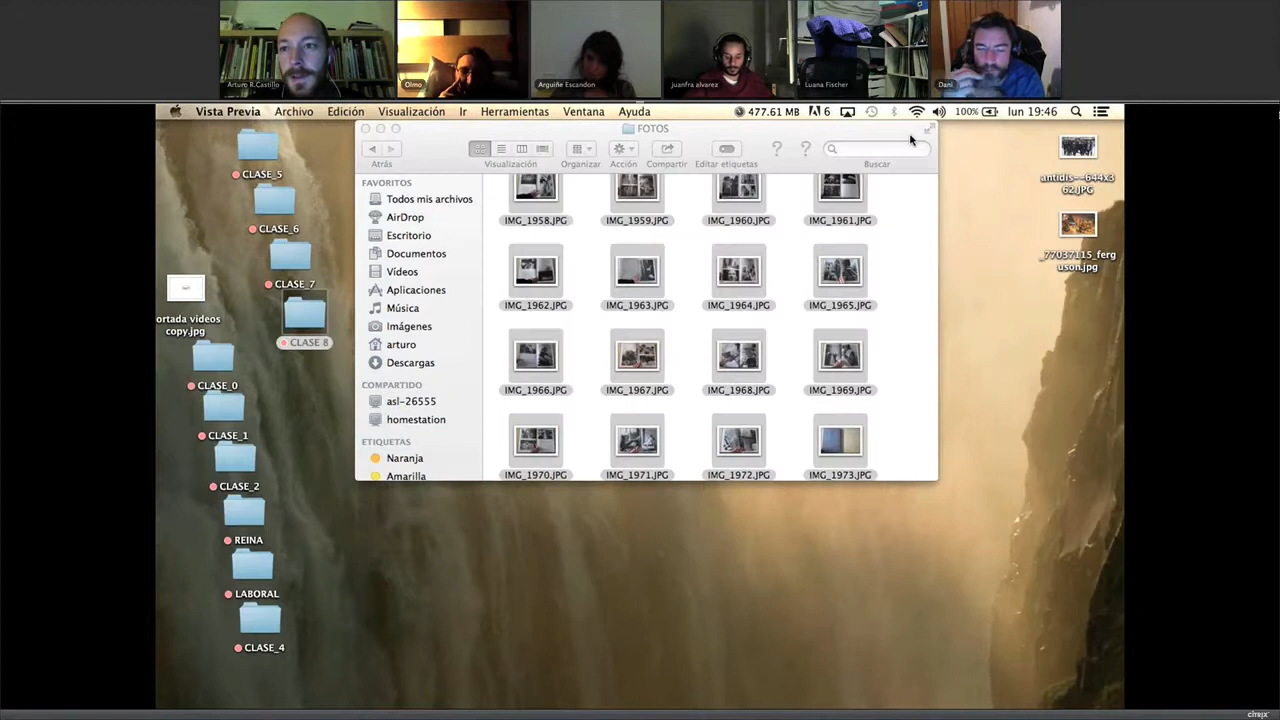 Arturo R.Castillo
Olmo
Arguiñe Escandon
juanfra alvarez
Luana Fischer
Dani
Vista Previa Archivo Edición Visualización Ir Herramientas Ventana Ayuda 477.61 MB 6 100% lun 19:46
FOTOS
Atrás Visualización Organizar Acción Compartir Editar etiquetas ? ? Buscar
FAVORITOS
Todos mis archivos
AirDrop
Escritorio
Documentos
Vídeos
Aplicaciones
Música
Imágenes
arturo
Descargas
COMPARTIDO
asl-26555
homestation
ETIQUETAS
Naranja
Amarilla
IMG_1958.JPG IMG_1959.JPG IMG_1960.JPG IMG_1961.JPG
IMG_1962.JPG IMG_1963.JPG IMG_1964.JPG IMG_1965.JPG
IMG_1966.JPG IMG_1967.JPG IMG_1968.JPG IMG_1969.JPG
IMG_1970.JPG IMG_1971.JPG IMG_1972.JPG IMG_1973.JPG
CLASE_5
CLASE_6
CLASE_7
CLASE 8
ortada videos
copy.jpg
CLASE_0
CLASE_1
CLASE_2
REINA
LABORAL
CLASE_4
antidis--644x3
62.JPG
_77037115_ferg
uson.jpg
CITRIX